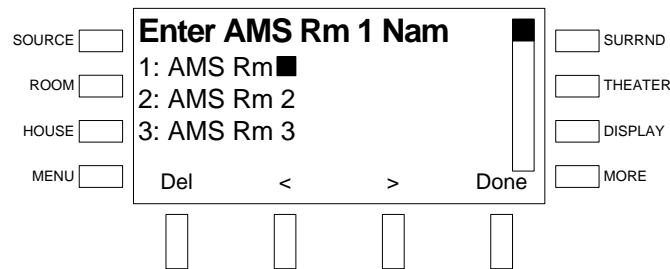 Enter AMS Rm 1 Nam
SOURCE
SURRND
1: AMS Rm
ROOM
THEATER
2: AMS Rm 2
HOUSE
DISPLAY
3: AMS Rm 3
MENU
MORE
Del < > Done